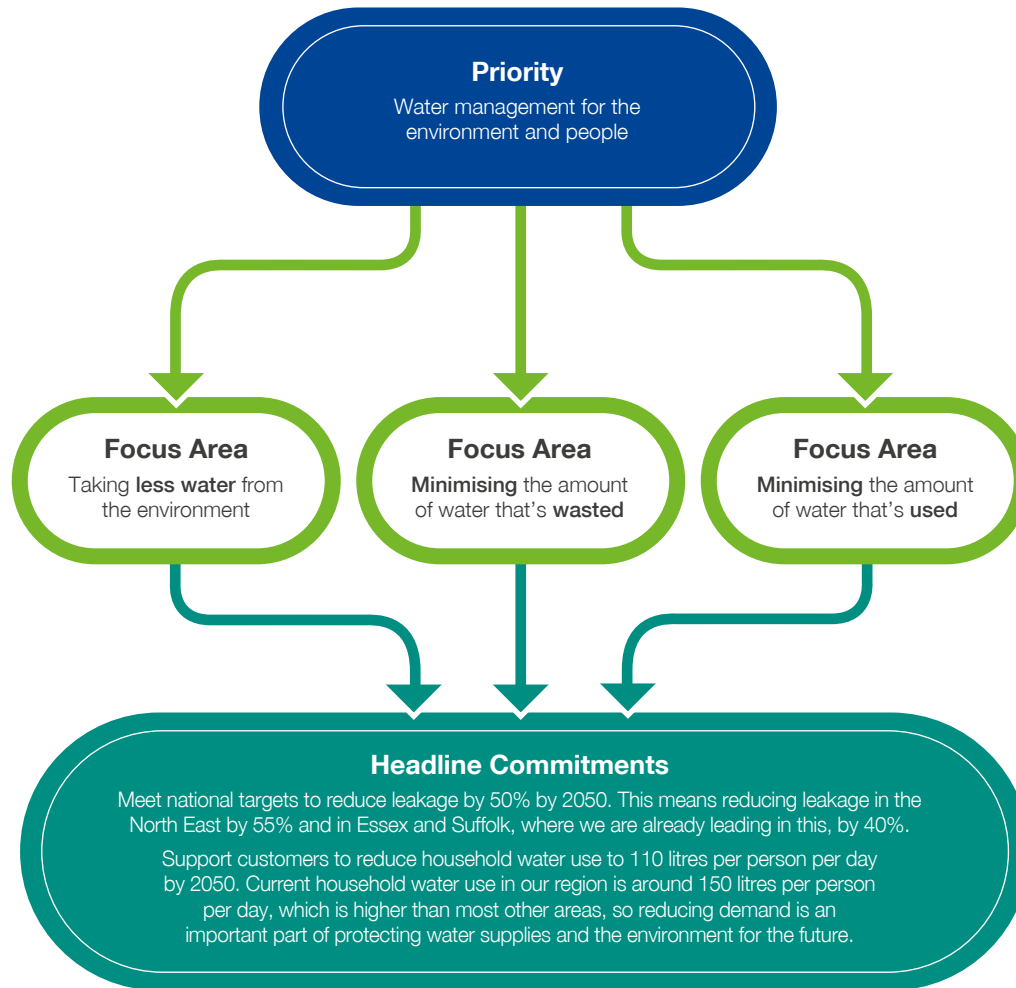 Priority
Water management for the
environment and people
Focus Area
Taking less water from
the environment
Focus Area
Minimising the amount
of water that's wasted
Focus Area
Minimising the amount
of water that's used
Headline Commitments
Meet national targets to reduce leakage by 50% by 2050. This means reducing leakage in the
North East by 55% and in Essex and Suffolk, where we are already leading in this, by 40%.
Support customers to reduce household water use to 110 litres per person per day
by 2050. Current household water use in our region is around 150 litres per person
per day, which is higher than most other areas, so reducing demand is an
important part of protecting water supplies and the environment for the future.